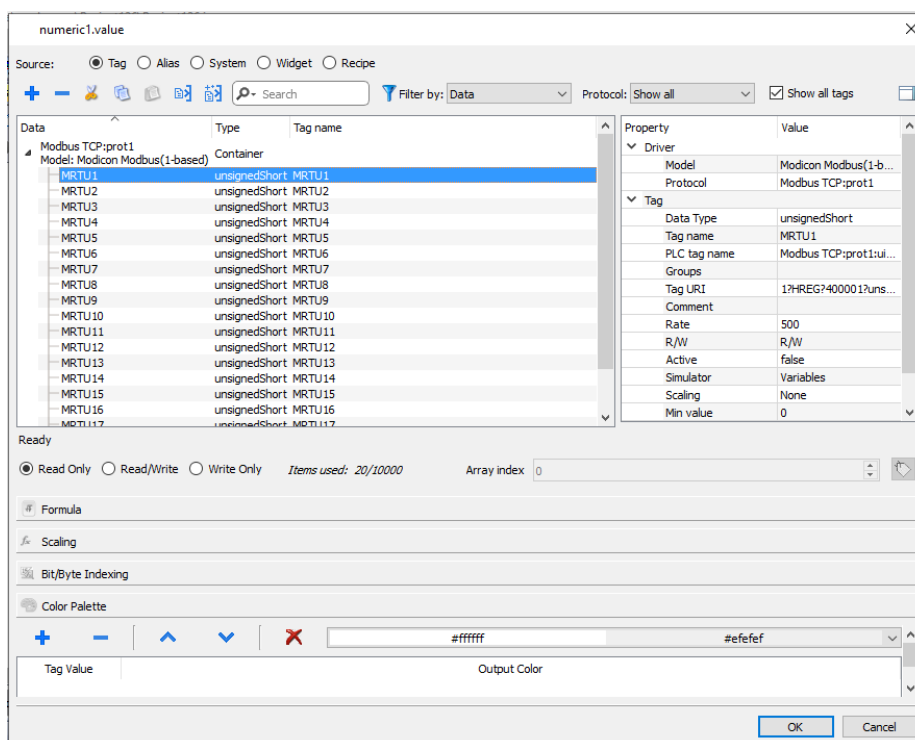 numeric1.value
Source: Tag Alias System Widget Recipe
Search Filter by: Data Protocol: Show all Show all tags
Data Type Tag name
Modbus TCP:prot1
Model: Modicon Modbus(1-based) Container
MRTU1 unsignedShort MRTU1
MRTU2 unsignedShort MRTU2
MRTU3 unsignedShort MRTU3
MRTU4 unsignedShort MRTU4
MRTU5 unsignedShort MRTU5
MRTU6 unsignedShort MRTU6
MRTU7 unsignedShort MRTU7
MRTU8 unsignedShort MRTU8
MRTU9 unsignedShort MRTU9
MRTU10 unsignedShort MRTU10
MRTU11 unsignedShort MRTU11
MRTU12 unsignedShort MRTU12
MRTU13 unsignedShort MRTU13
MRTU14 unsignedShort MRTU14
MRTU15 unsignedShort MRTU15
MRTU16 unsignedShort MRTU16
MRTU17 unsignedShort MRTU17
Property Value
Driver
Model Modicon Modbus(1-b...
Protocol Modbus TCP:prot1
Tag
Data Type unsignedShort
Tag name MRTU1
PLC tag name Modbus TCP:prot1:ui...
Groups
Tag URI 1?HREG?400001?uns...
Comment
Rate 500
R/W R/W
Active false
Simulator Variables
Scaling None
Min value 0
Ready
Read Only Read/Write Write Only Items used: 20/10000 Array index 0
Formula
Scaling
Bit/Byte Indexing
Color Palette
#ffffff #efefef
Tag Value Output Color
OK Cancel